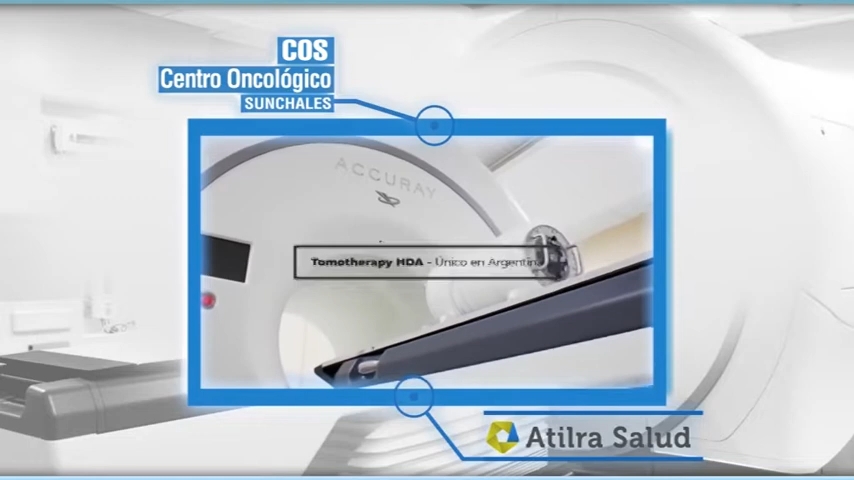 COS
Centro Oncológico
SUNCHALES
ACCURAY
Tomotherapy HDA - Único en Argentina
Atilra Salud